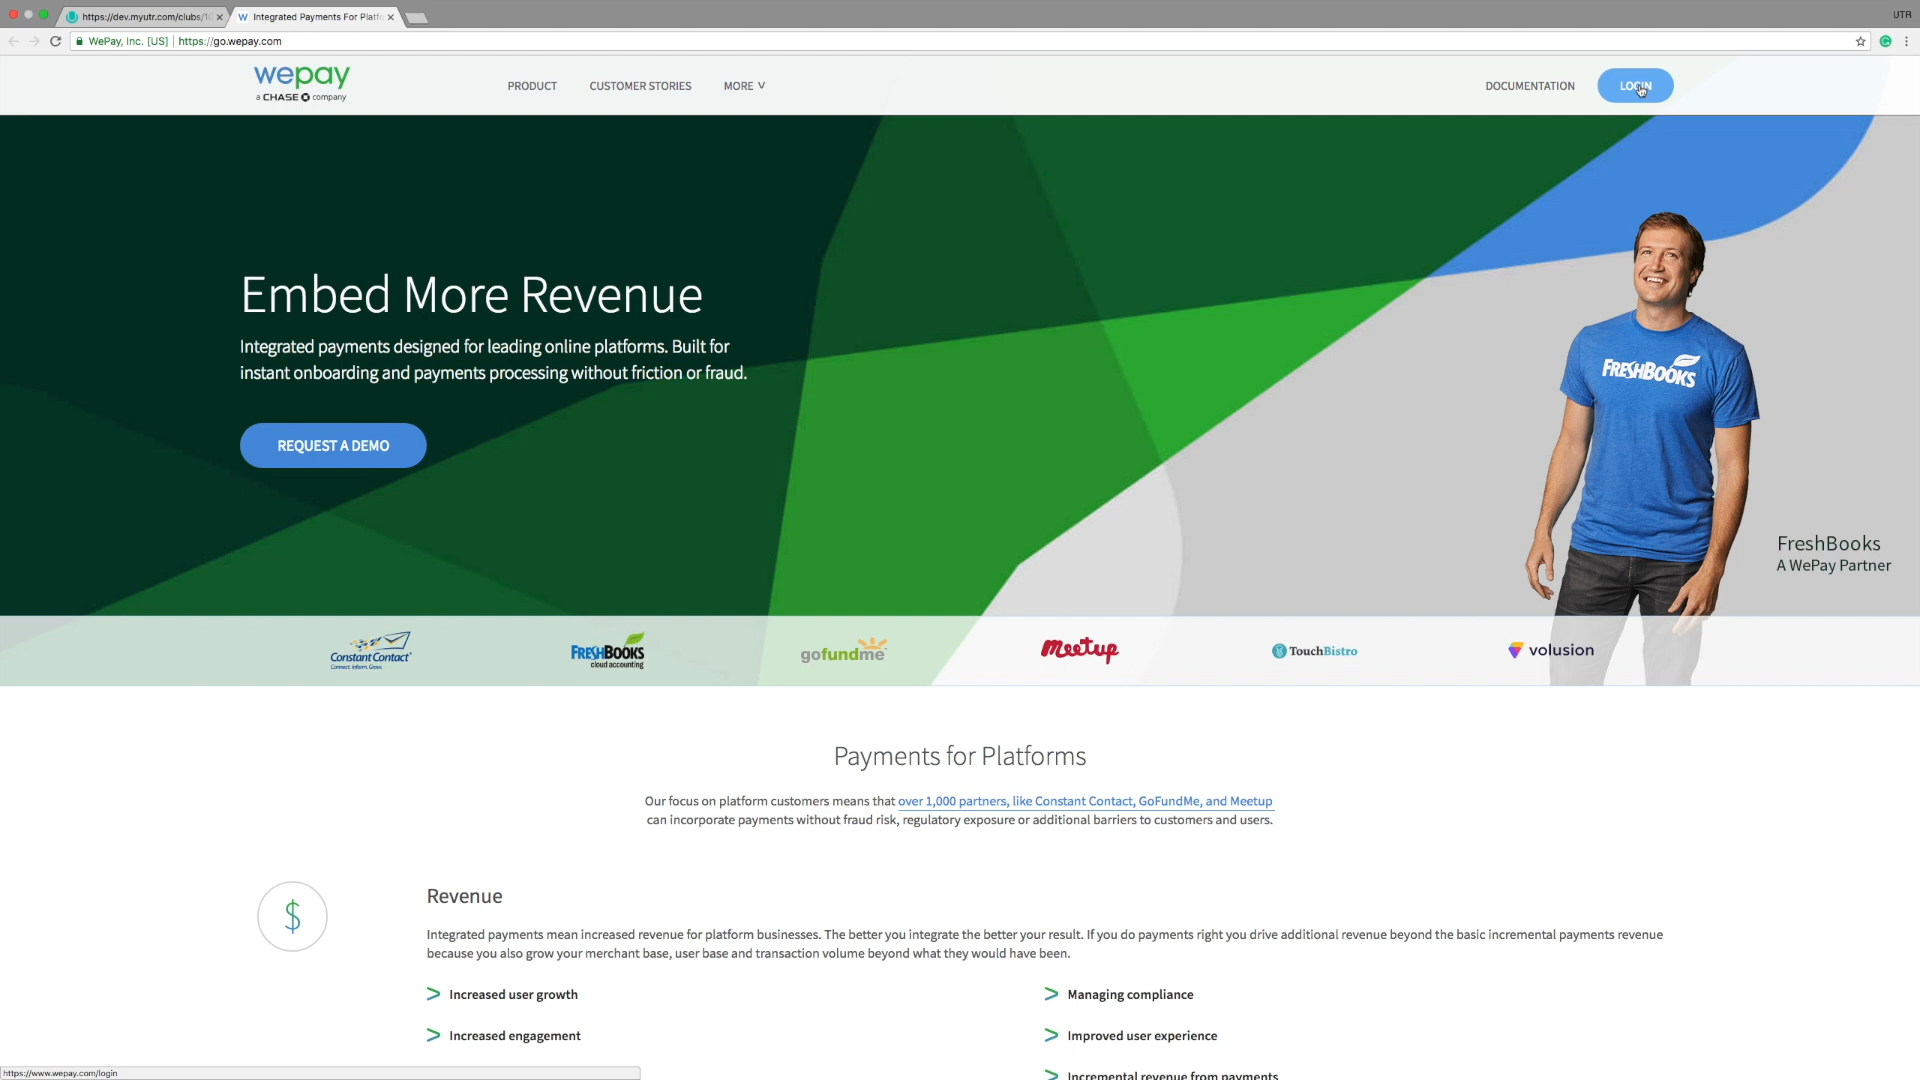 https://dev.myutr.com/clubs/1
Integrated Payments For Platf
UTR
WePay, Inc. [US] | https://go.wepay.com
wepay
a CHASE company
PRODUCT
CUSTOMER STORIES
MORE
DOCUMENTATION
LOGIN
Embed More Revenue
Integrated payments designed for leading online platforms. Built for
instant onboarding and payments processing without friction or fraud.
REQUEST A DEMO
FRESHBOOKS
FreshBooks
A WePay Partner
Constant Contact
Connect. Inform. Grow.
FRESHBOOKS
cloud accounting
gofundme
meetup
TouchBistro
volusion
Payments for Platforms
Our focus on platform customers means that over 1,000 partners, like Constant Contact, GoFundMe, and Meetup
can incorporate payments without fraud risk, regulatory exposure or additional barriers to customers and users.
$
Revenue
Integrated payments mean increased revenue for platform businesses. The better you integrate the better your result. If you do payments right you drive additional revenue beyond the basic incremental payments revenue
because you also grow your merchant base, user base and transaction volume beyond what they would have been.
Increased user growth
Managing compliance
Increased engagement
Improved user experience
Incremental revenue from payments
https://www.wepay.com/login